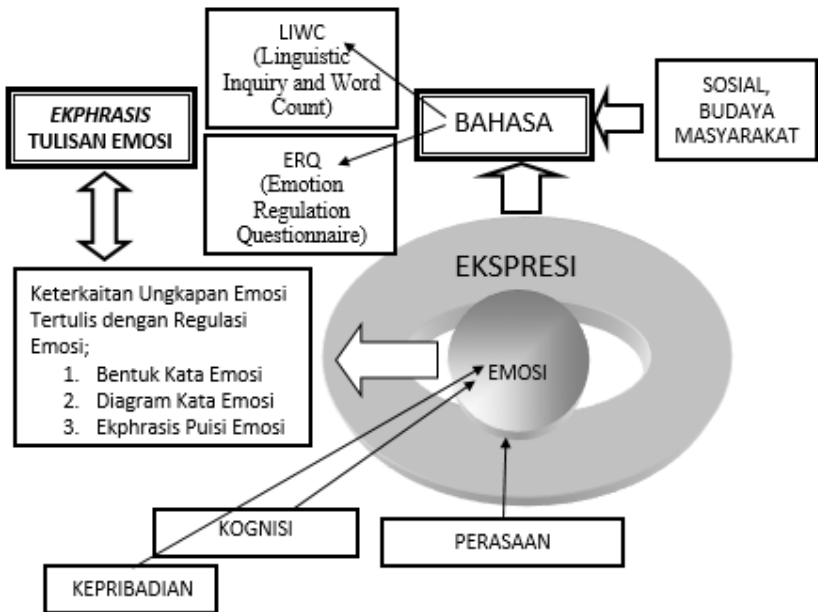 LIWC
(Linguistic
Inquiry and Word
Count)
EKPHRASIS
TULISAN EMOSI
BAHASA
SOSIAL,
BUDAYA
MASYARAKAT
ERQ
(Emotion
Regulation
Questionnaire)
EKSPRESI
Keterkaitan Ungkapan Emosi
Tertulis dengan Regulasi
Emosi;
1. Bentuk Kata Emosi
2. Diagram Kata Emosi
3. Ekphrasis Puisi Emosi
EMOSI
KOGNISI
PERASAAN
KEPRIBADIAN